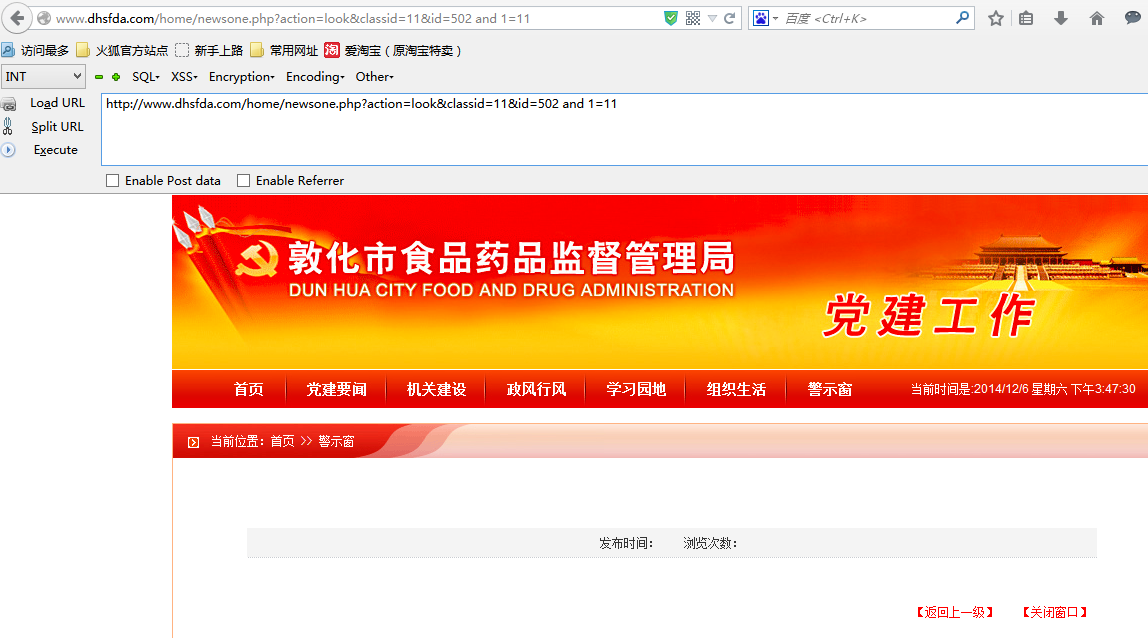 www.dhsfda.com/home/newsone.php?action=look&classid=11&id=502 and 1=11
百度 <Ctrl+K>
访问最多 火狐官方站点 新手上路 常用网址 淘 爱淘宝（原淘宝特卖）
INT SQL XSS Encryption Encoding Other
Load URL http://www.dhsfda.com/home/newsone.php?action=look&classid=11&id=502 and 1=11
Split URL
Execute
Enable Post data Enable Referrer
敦化市食品药品监督管理局
DUN HUA CITY FOOD AND DRUG ADMINISTRATION
党建工作
首页 党建要闻 机关建设 政风行风 学习园地 组织生活 警示窗 当前时间是:2014/12/6 星期六 下午3:47:30
当前位置：首页 >> 警示窗
发布时间： 浏览次数：
【返回上一级】 【关闭窗口】